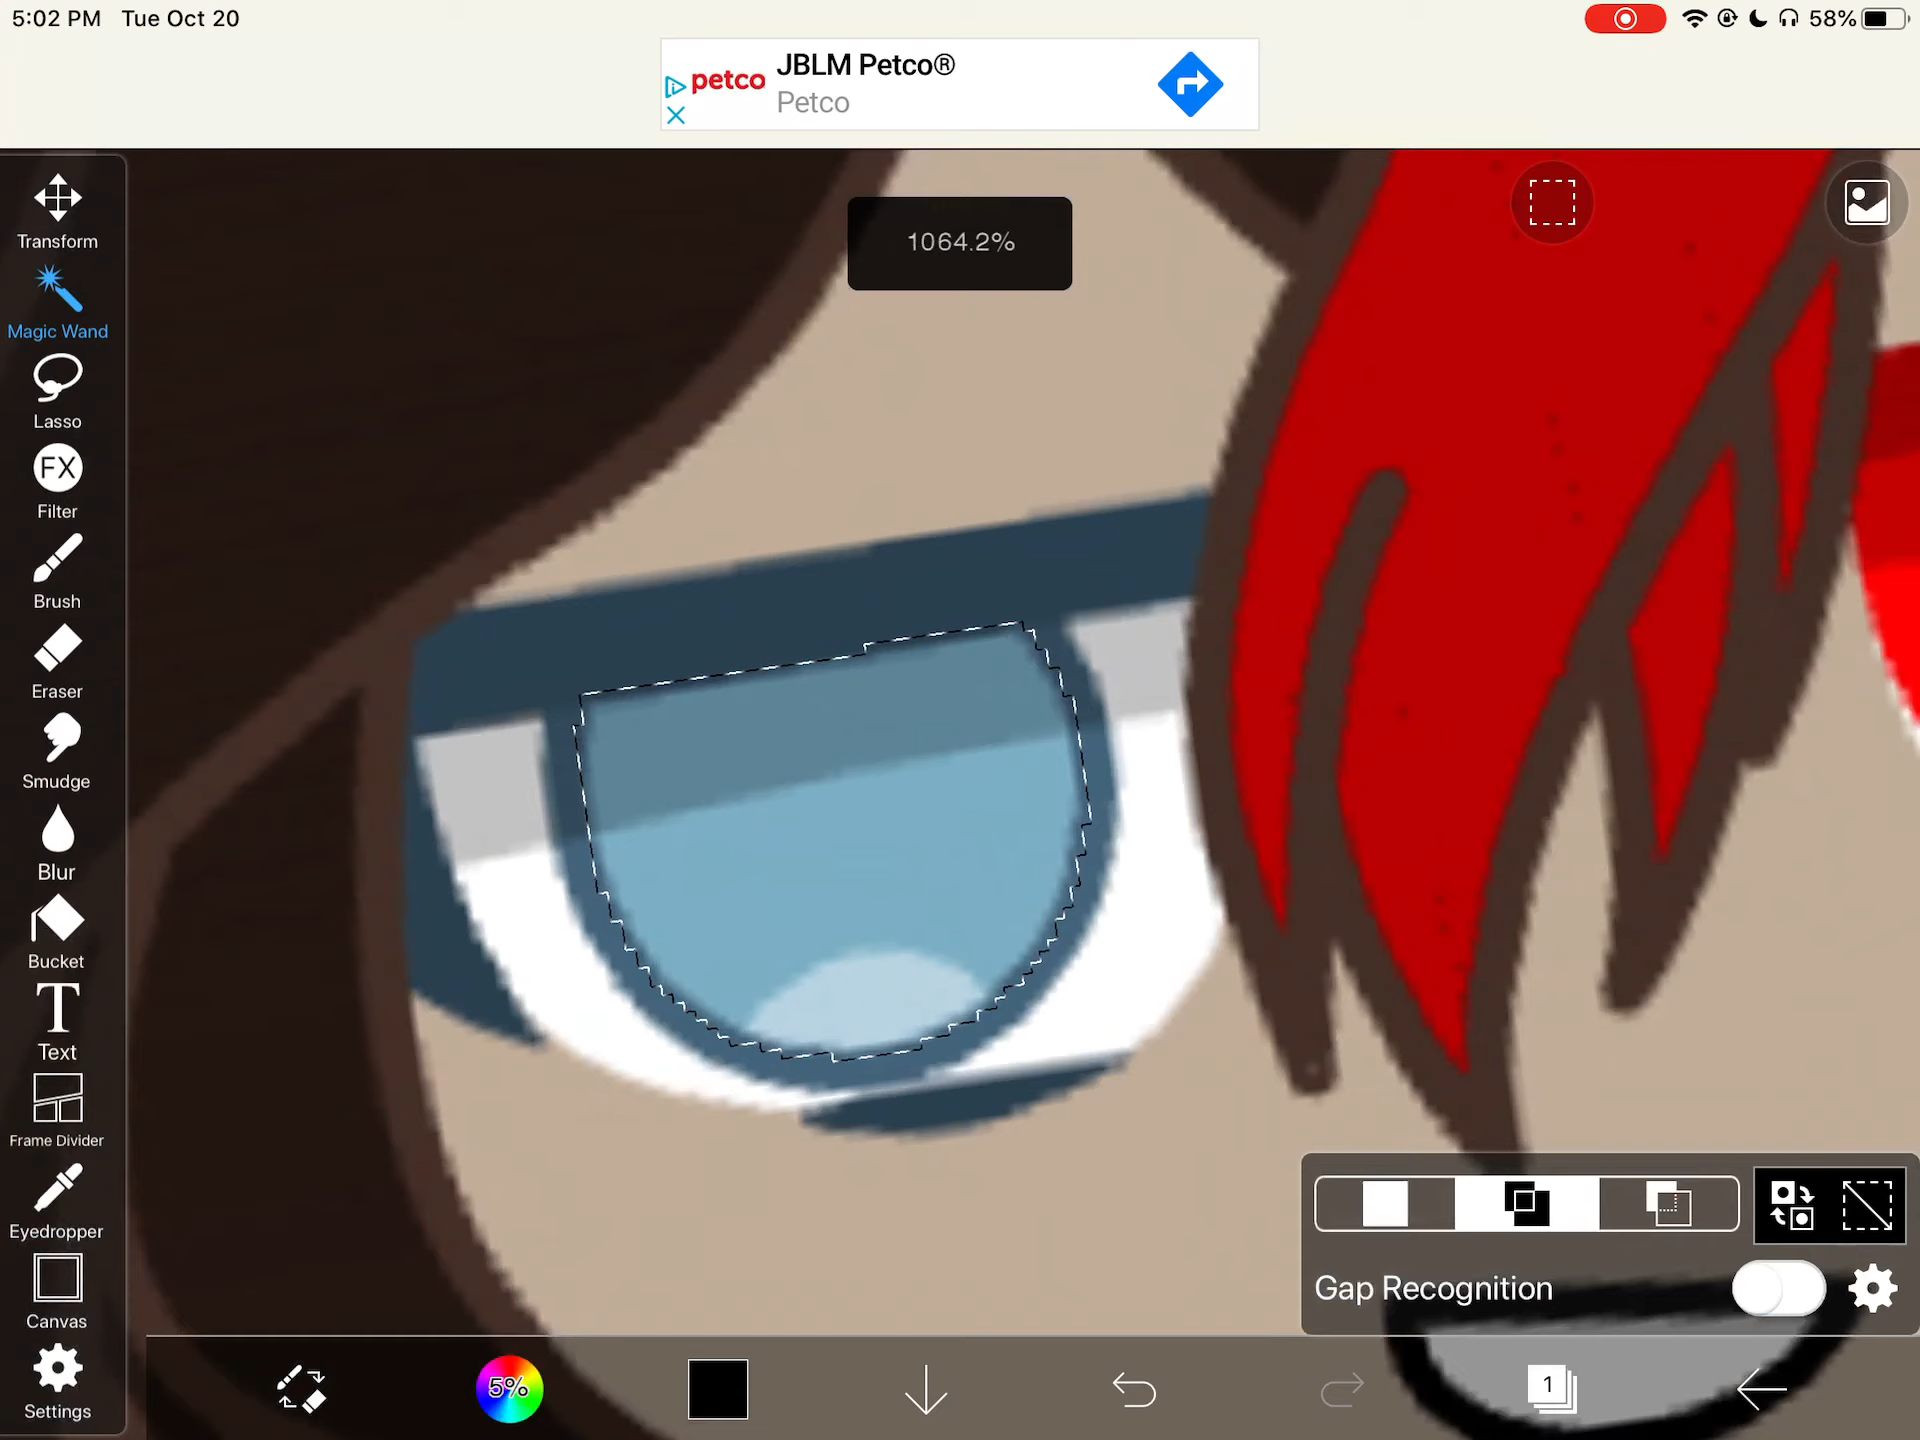 5:02 PM Tue Oct 20
58%
petco
JBLM Petco®
Petco
1064.2%
Transform
Magic Wand
Lasso
FX
Filter
Brush
Eraser
Smudge
Blur
Bucket
T
Text
Frame Divider
Eyedropper
Canvas
Settings
Gap Recognition
5%
1